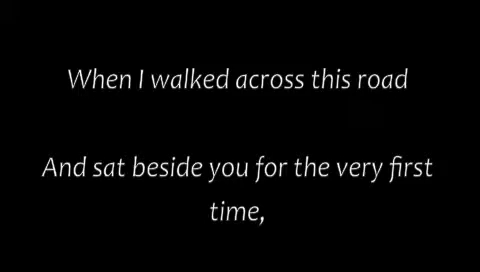 When I walked across this road
And sat beside you for the very first
time,